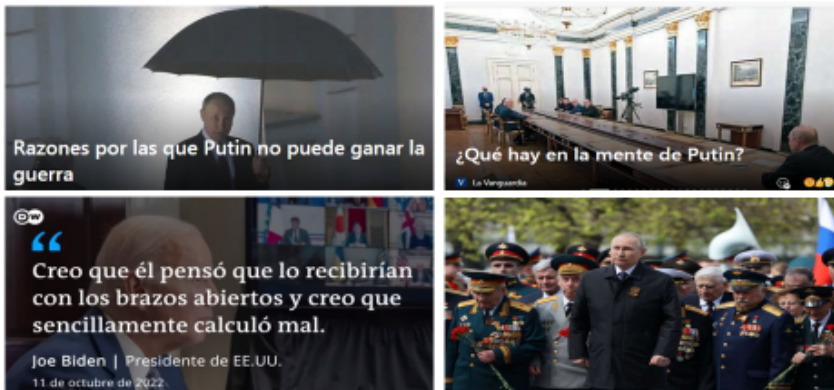 Razones por las que Putin no puede ganar la
guerra
¿Qué hay en la mente de Putin?
V La Vanguardia
DW
“
Creo que él pensó que lo recibirían
con los brazos abiertos y creo que
sencillamente calculó mal.
Joe Biden | Presidente de EE.UU.
11 de octubre de 2022